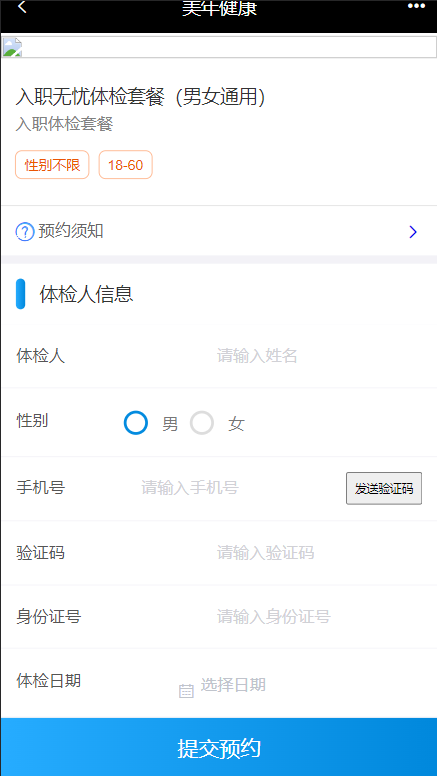 美年健康
入职无忧体检套餐（男女通用）
入职体检套餐
性别不限 18-60
预约须知
体检人信息
体检人 请输入姓名
性别 男 女
手机号 请输入手机号 发送验证码
验证码 请输入验证码
身份证号 请输入身份证号
体检日期 选择日期
提交预约